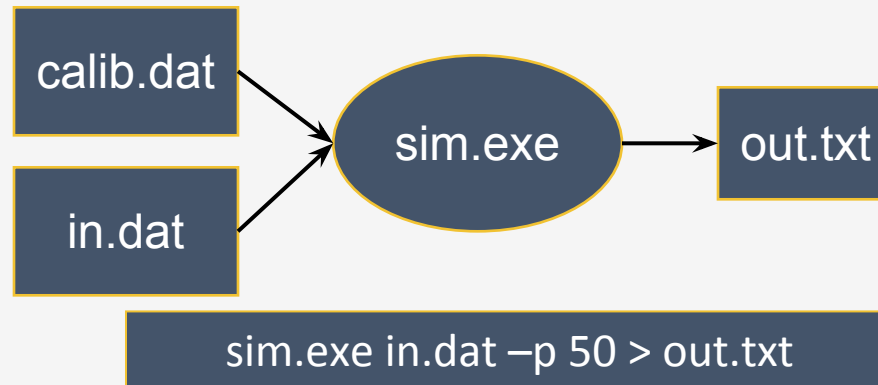 calib.dat
in.dat
sim.exe
out.txt
sim.exe in.dat –p 50 > out.txt